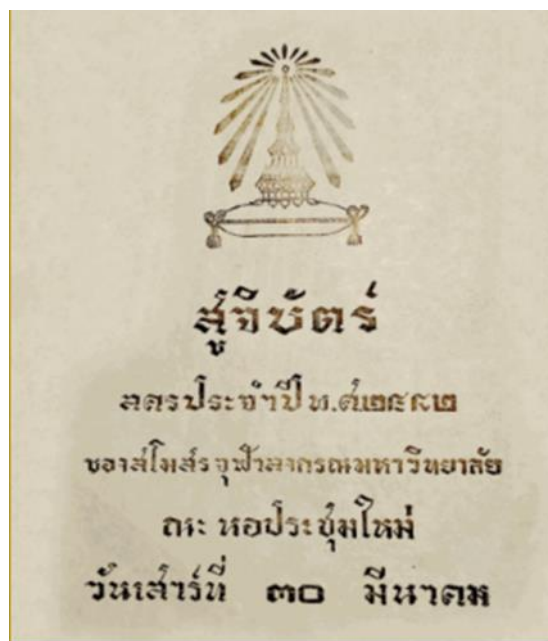 สูจิบัตร์
ลครประจำปี พ.ศ.๒๔๘๒
ของสโมสรจุฬาลงกรณมหาวิทยาลัย
ณะ หอประชุมใหม่
วันเสาร์ที่ ๓๐ มีนาคม